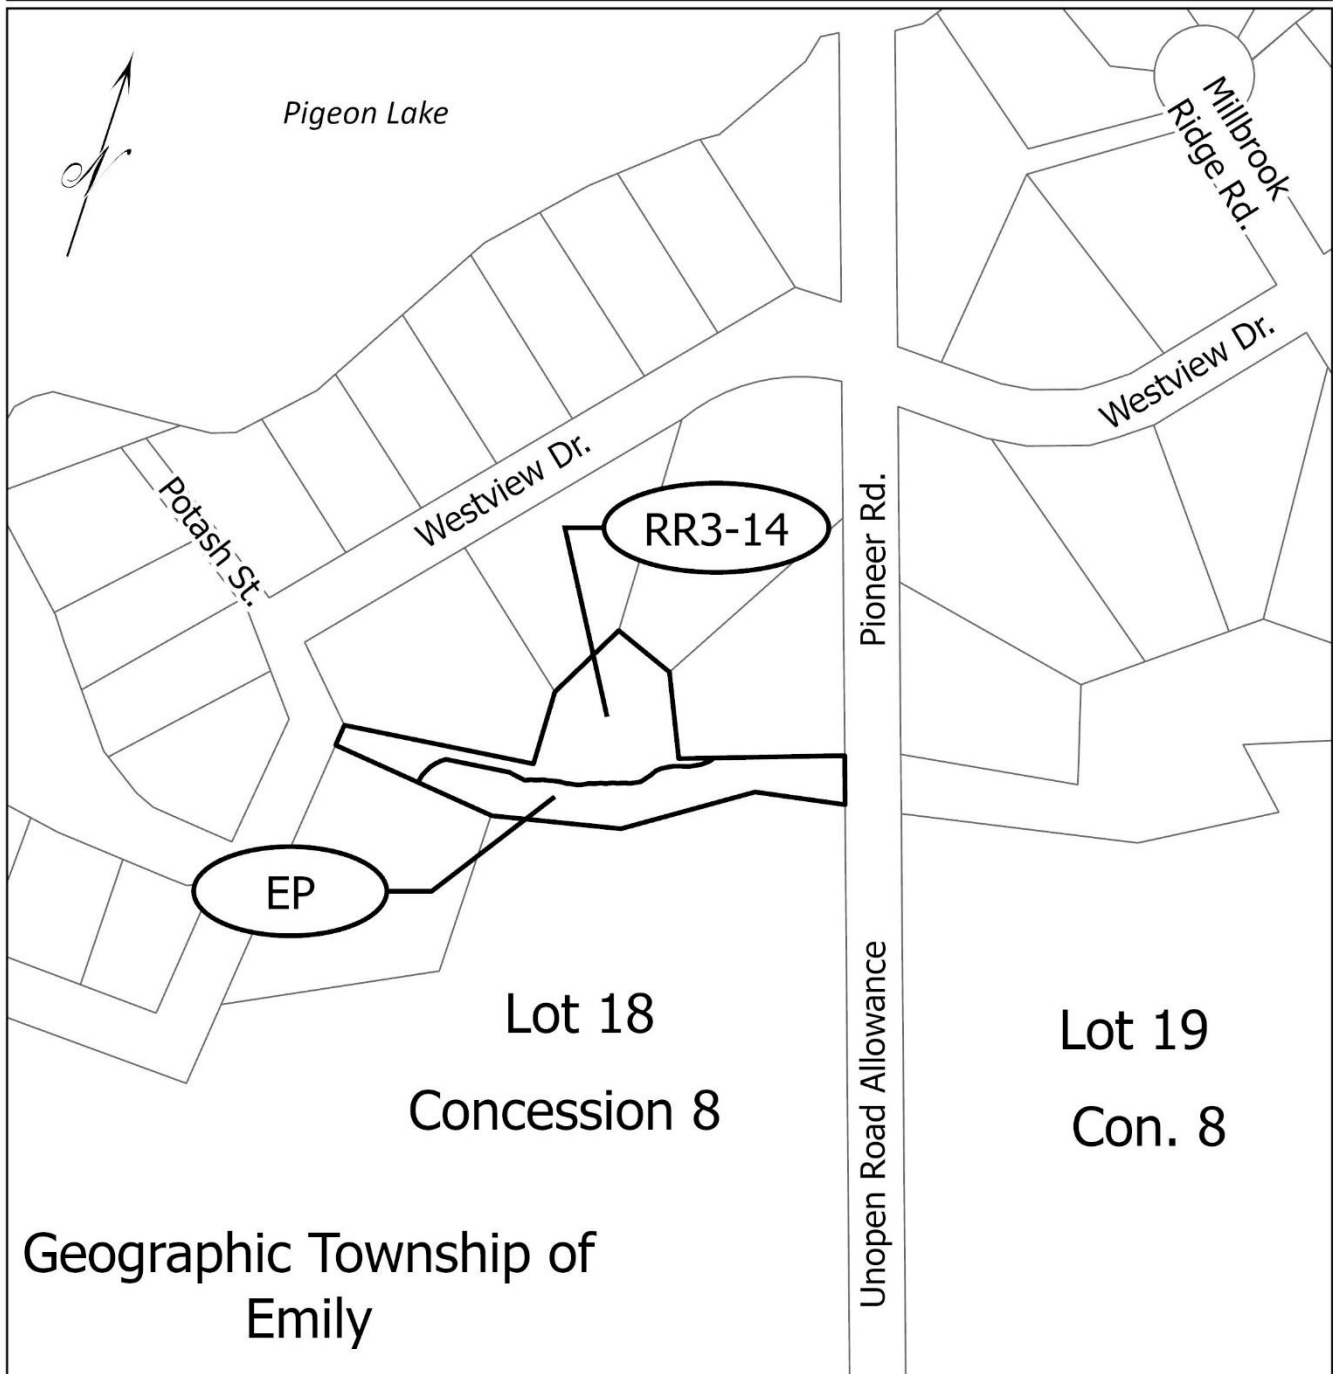 Pigeon Lake
Millbrook
Ridge Rd.
Westview Dr.
Westview Dr.
Potash St.
RR3-14
Pioneer Rd.
EP
Unopen Road Allowance
Lot 18
Concession 8
Lot 19
Con. 8
Geographic Township of
Emily